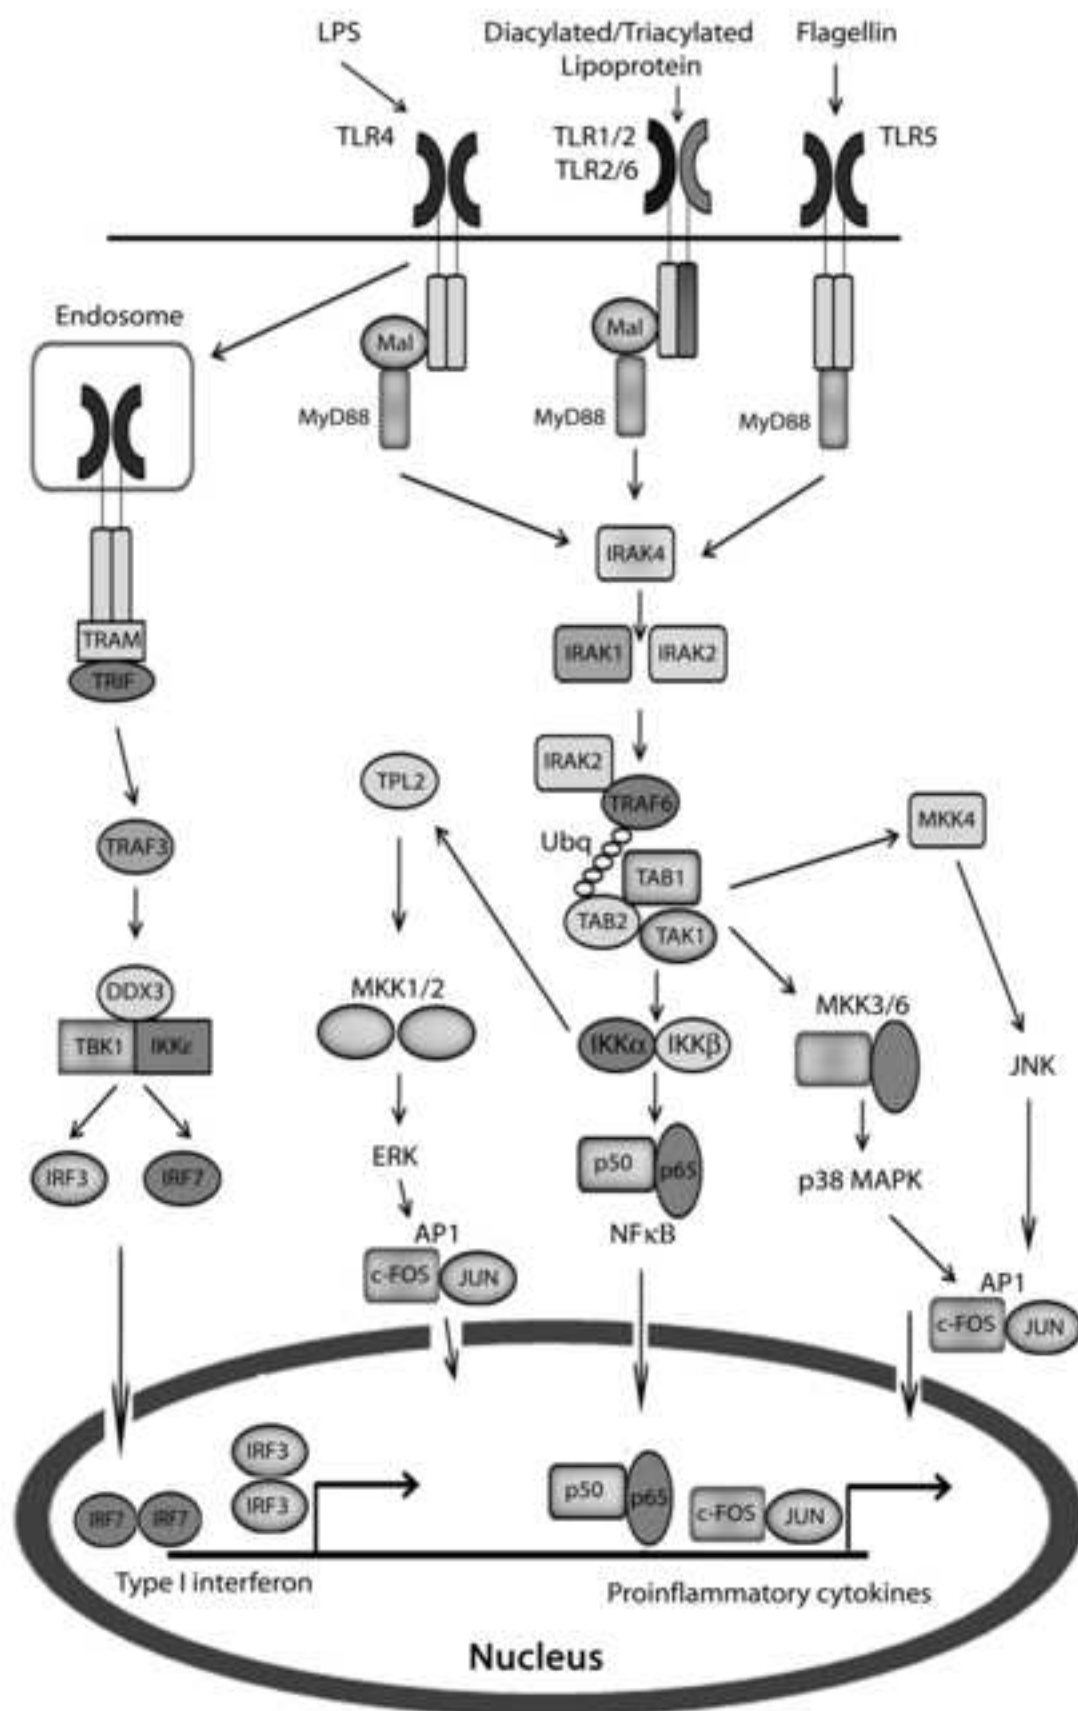 LPS
Diacylated/Triacylated
Lipoprotein
Flagellin
TLR4
TLR1/2
TLR2/6
TLR5
Endosome
Mal
Mal
MyD88
MyD88
MyD88
IRAK4
TRAM
TRIF
IRAK1
IRAK2
IRAK2
TPL2
TRAF6
MKK4
TRAF3
Ubq
TAB1
TAB2
TAK1
DDX3
MKK1/2
MKK3/6
TBK1
IKKε
IKKα
IKKβ
JNK
IRF3
IRF7
ERK
p50
p65
p38 MAPK
AP1
NFκB
c-FOS
JUN
AP1
c-FOS
JUN
IRF3
IRF3
IRF7
IRF7
p50
p65
c-FOS
JUN
Type I interferon
Proinflammatory cytokines
Nucleus